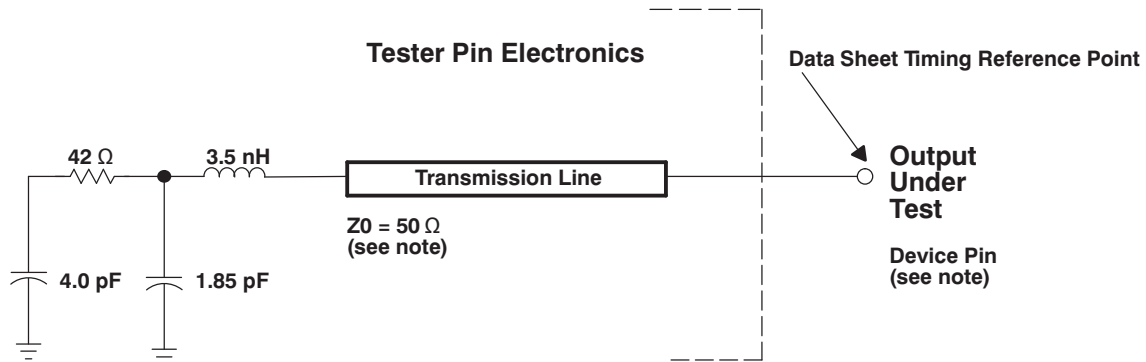 Tester Pin Electronics
Data Sheet Timing Reference Point
42 Ω
3.5 nH
Transmission Line
Output
Under
Test
Z0 = 50 Ω
(see note)
Device Pin
(see note)
4.0 pF
1.85 pF